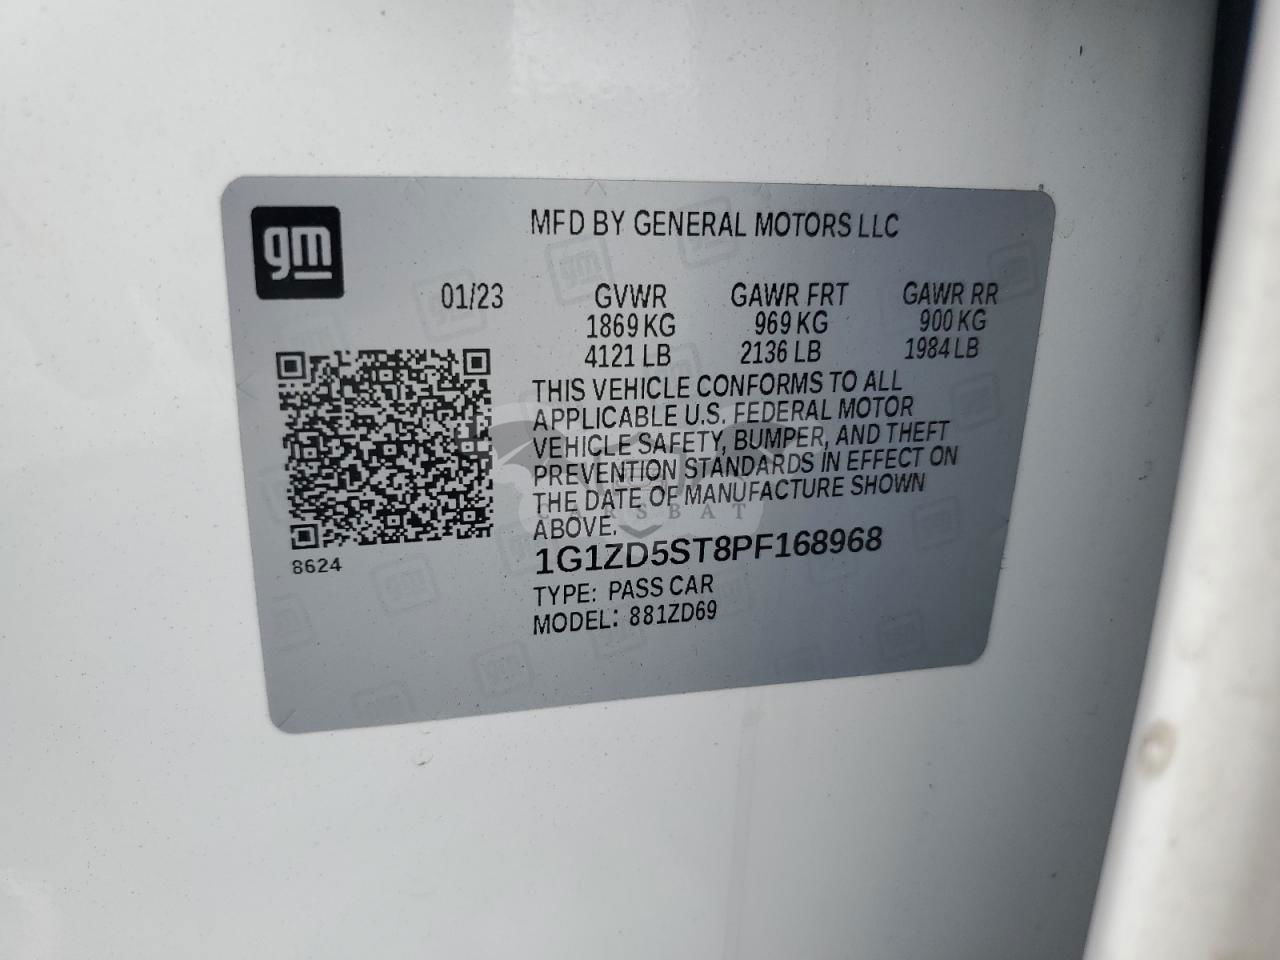 gm
MFD BY GENERAL MOTORS LLC
01/23 GVWR GAWR FRT GAWR RR
1869 KG 969 KG 900 KG
4121 LB 2136 LB 1984 LB
THIS VEHICLE CONFORMS TO ALL
APPLICABLE U.S. FEDERAL MOTOR
VEHICLE SAFETY, BUMPER, AND THEFT
PREVENTION STANDARDS IN EFFECT ON
THE DATE OF MANUFACTURE SHOWN
ABOVE.
CARSBAT
8624
1G1ZD5ST8PF168968
TYPE: PASS CAR
MODEL: 881ZD69